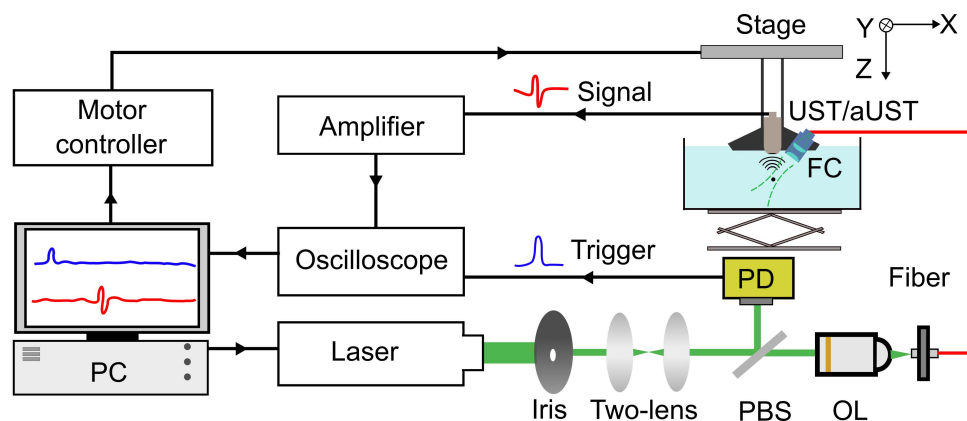 Stage
Y
X
Z
Motor
controller
Signal
Amplifier
UST/aUST
FC
Oscilloscope
Trigger
PD
Fiber
Laser
PC
Iris
Two-lens
PBS
OL